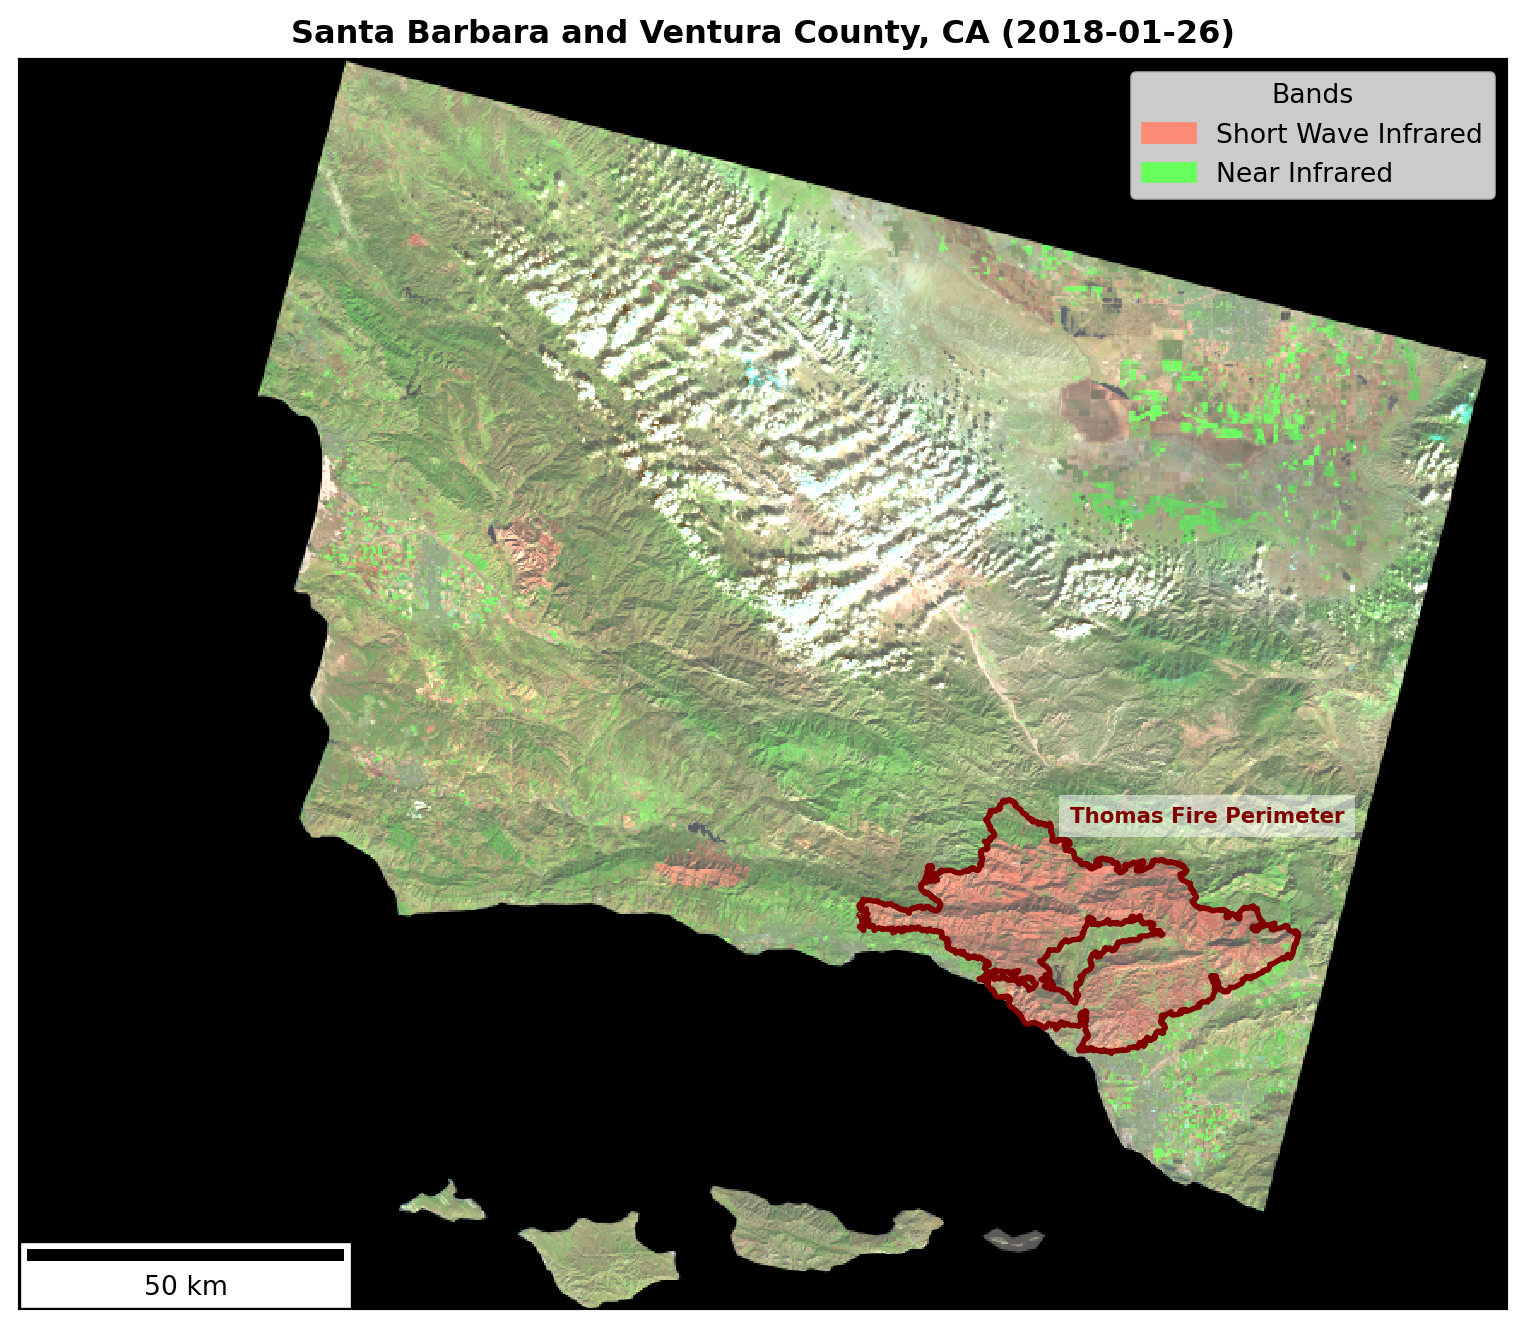 Santa Barbara and Ventura County, CA (2018-01-26)
Bands
Short Wave Infrared
Near Infrared
Thomas Fire Perimeter
50 km